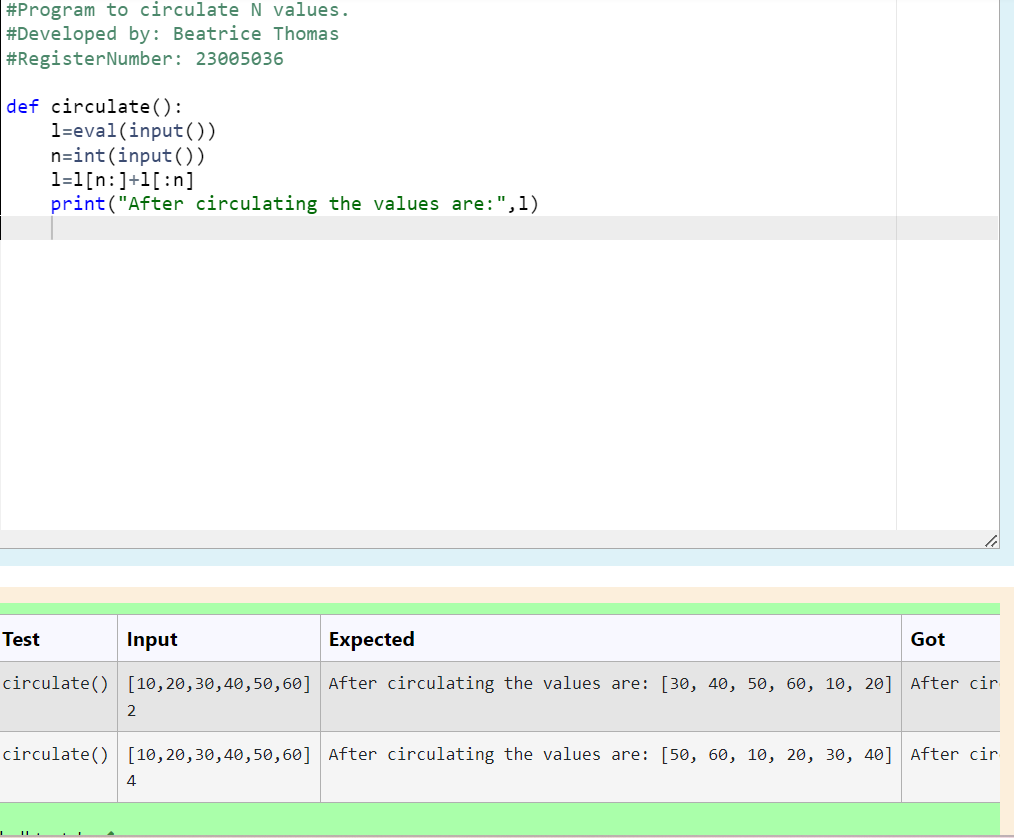 #Program to circulate N values.
#Developed by: Beatrice Thomas
#RegisterNumber: 23005036
def circulate():
    l=eval(input())
    n=int(input())
    l=l[n:]+l[:n]
    print("After circulating the values are:",l)
Test Input Expected Got
circulate() [10,20,30,40,50,60] After circulating the values are: [30, 40, 50, 60, 10, 20] After cir
2
circulate() [10,20,30,40,50,60] After circulating the values are: [50, 60, 10, 20, 30, 40] After cir
4